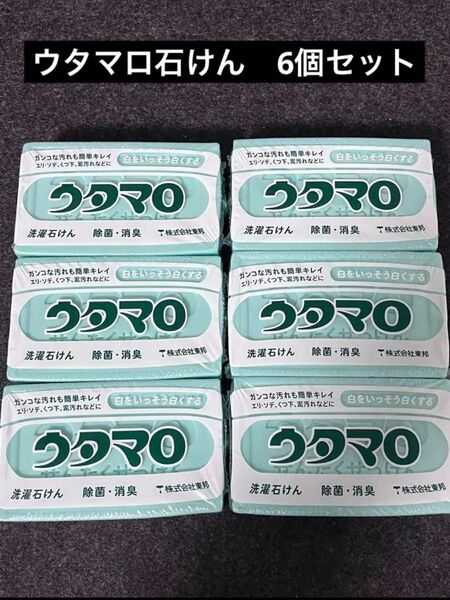 ウタマロ石けん　6個セット
ガンコな汚れも簡単キレイ
エリ・ソデ、くつ下、泥汚れなどに
白をいっそう白くする
ウタマロ
洗濯石けん 除菌・消臭 株式会社東邦
ガンコな汚れも簡単キレイ
エリ・ソデ、くつ下、泥汚れなどに
白をいっそう白くする
ウタマロ
洗濯石けん 除菌・消臭 株式会社東邦
ガンコな汚れも簡単キレイ
エリ・ソデ、くつ下、泥汚れなどに
白をいっそう白くする
ウタマロ
洗濯石けん 除菌・消臭 株式会社東邦
ガンコな汚れも簡単キレイ
エリ・ソデ、くつ下、泥汚れなどに
白をいっそう白くする
ウタマロ
洗濯石けん 除菌・消臭 株式会社東邦
ガンコな汚れも簡単キレイ
エリ・ソデ、くつ下、泥汚れなどに
白をいっそう白くする
ウタマロ
洗濯石けん 除菌・消臭 株式会社東邦
ガンコな汚れも簡単キレイ
エリ・ソデ、くつ下、泥汚れなどに
白をいっそう白くする
ウタマロ
洗濯石けん 除菌・消臭 株式会社東邦